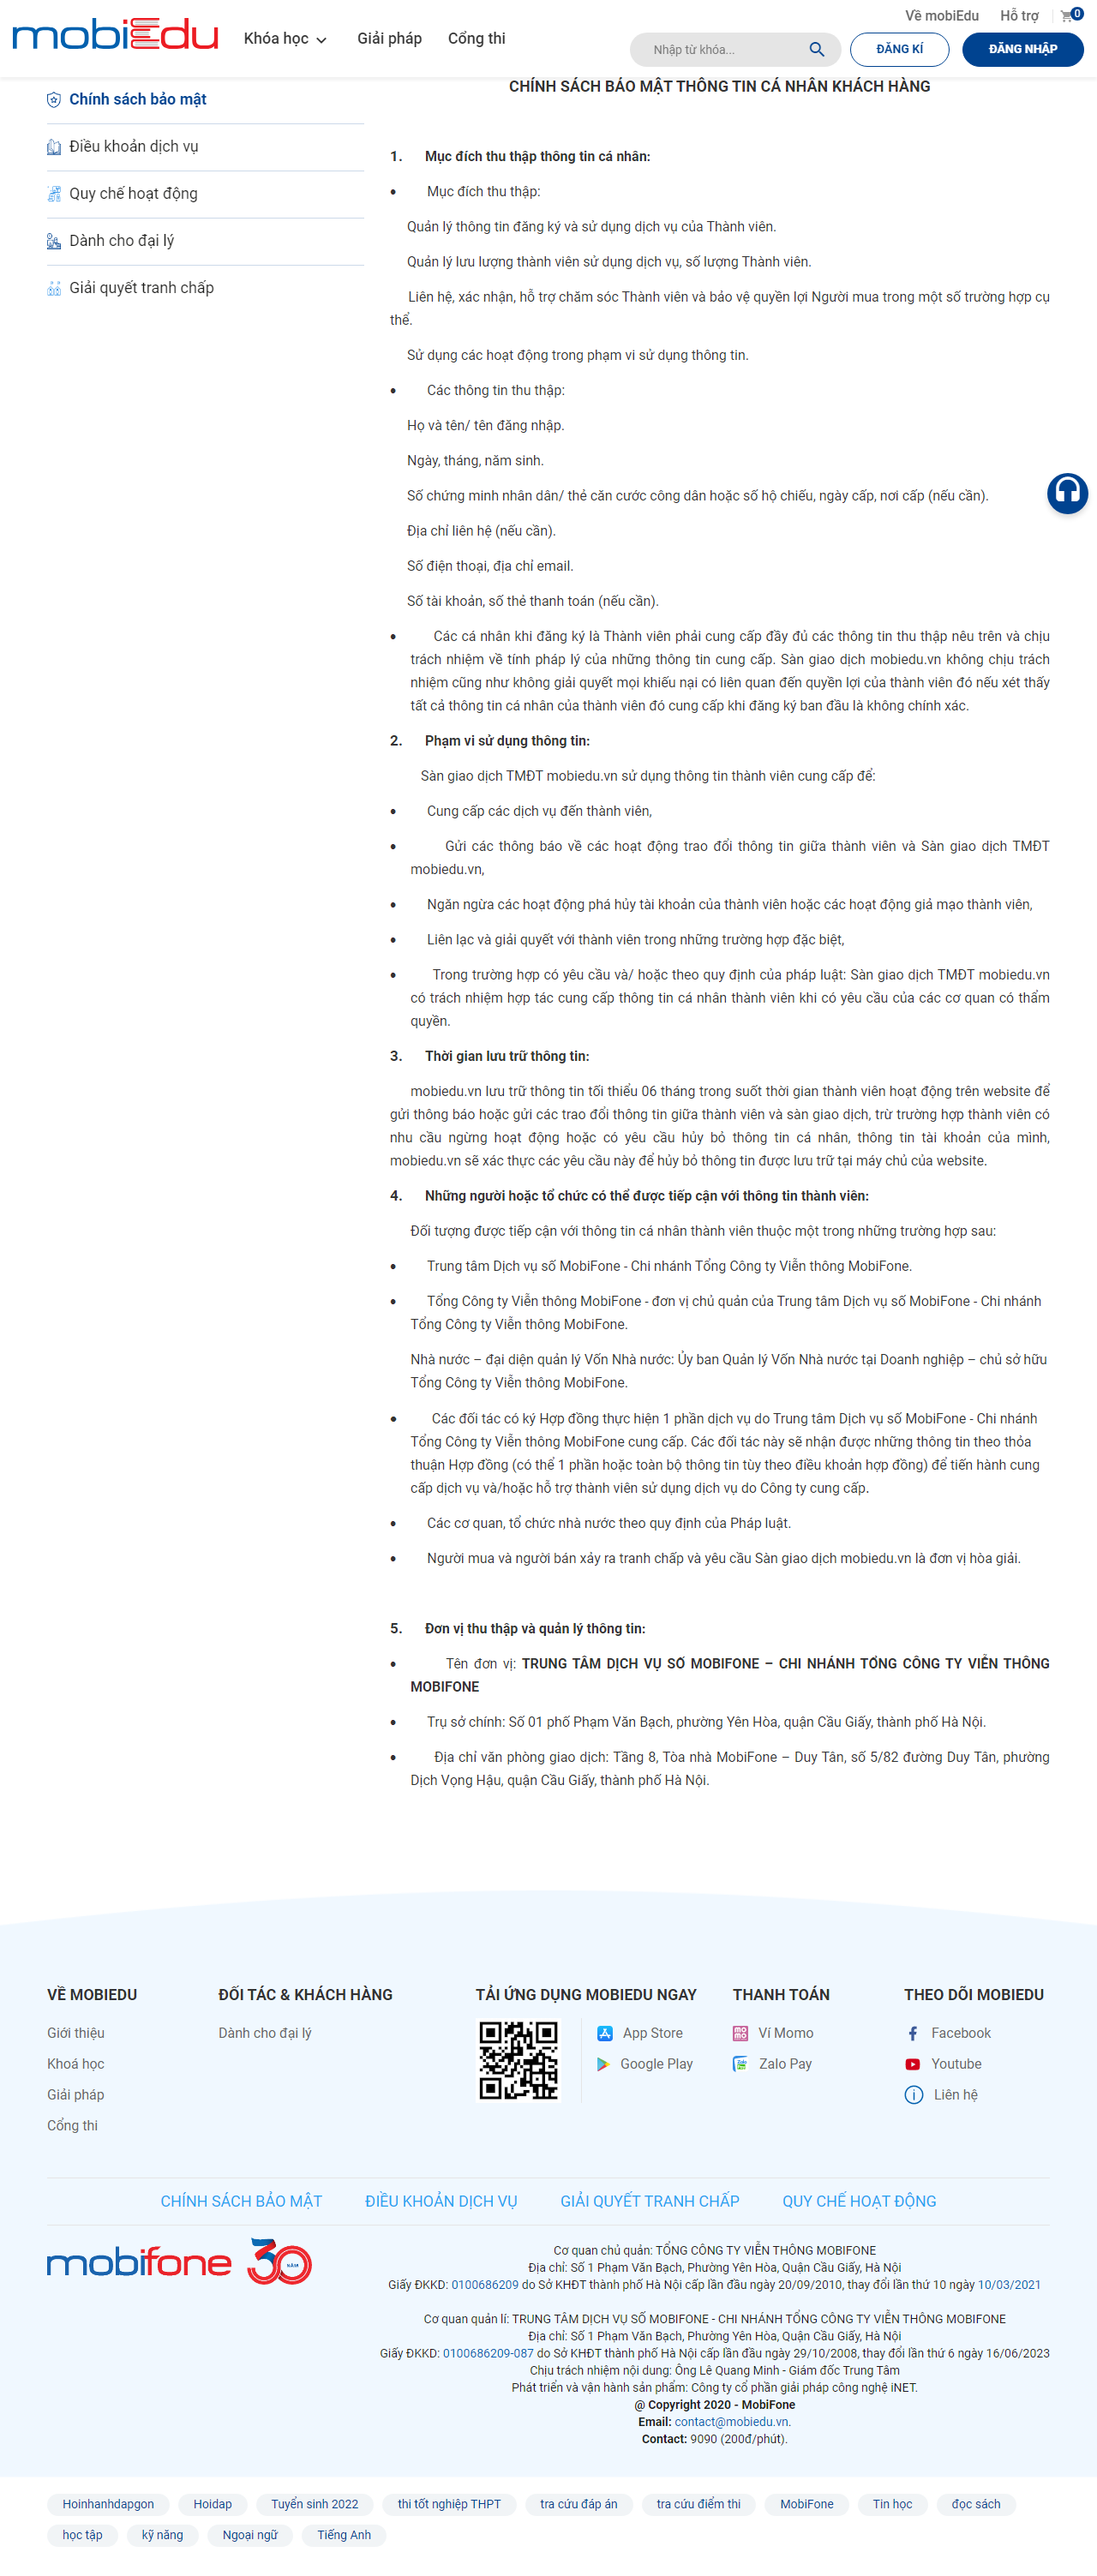 mobiEdu
Khóa học
Giải pháp
Cổng thi
Về mobiEdu
Hỗ trợ
0
Nhập từ khóa...
ĐĂNG KÍ
ĐĂNG NHẬP
Chính sách bảo mật
Điều khoản dịch vụ
Quy chế hoạt động
Dành cho đại lý
Giải quyết tranh chấp
CHÍNH SÁCH BẢO MẬT THÔNG TIN CÁ NHÂN KHÁCH HÀNG
1. Mục đích thu thập thông tin cá nhân:
• Mục đích thu thập:
Quản lý thông tin đăng ký và sử dụng dịch vụ của Thành viên.
Quản lý lưu lượng thành viên sử dụng dịch vụ, số lượng Thành viên.
Liên hệ, xác nhận, hỗ trợ chăm sóc Thành viên và bảo vệ quyền lợi Người mua trong một số trường hợp cụ
thể.
Sử dụng các hoạt động trong phạm vi sử dụng thông tin.
• Các thông tin thu thập:
Họ và tên/ tên đăng nhập.
Ngày, tháng, năm sinh.
Số chứng minh nhân dân/ thẻ căn cước công dân hoặc số hộ chiếu, ngày cấp, nơi cấp (nếu cần).
Địa chỉ liên hệ (nếu cần).
Số điện thoại, địa chỉ email.
Số tài khoản, số thẻ thanh toán (nếu cần).
• Các cá nhân khi đăng ký là Thành viên phải cung cấp đầy đủ các thông tin thu thập nêu trên và chịu
trách nhiệm về tính pháp lý của những thông tin cung cấp. Sàn giao dịch mobiedu.vn không chịu trách
nhiệm cũng như không giải quyết mọi khiếu nại có liên quan đến quyền lợi của thành viên đó nếu xét thấy
tất cả thông tin cá nhân của thành viên đó cung cấp khi đăng ký ban đầu là không chính xác.
2. Phạm vi sử dụng thông tin:
Sàn giao dịch TMĐT mobiedu.vn sử dụng thông tin thành viên cung cấp để:
• Cung cấp các dịch vụ đến thành viên,
• Gửi các thông báo về các hoạt động trao đổi thông tin giữa thành viên và Sàn giao dịch TMĐT
mobiedu.vn,
• Ngăn ngừa các hoạt động phá hủy tài khoản của thành viên hoặc các hoạt động giả mạo thành viên,
• Liên lạc và giải quyết với thành viên trong những trường hợp đặc biệt,
• Trong trường hợp có yêu cầu và/ hoặc theo quy định của pháp luật: Sàn giao dịch TMĐT mobiedu.vn
có trách nhiệm hợp tác cung cấp thông tin cá nhân thành viên khi có yêu cầu của các cơ quan có thẩm
quyền.
3. Thời gian lưu trữ thông tin:
mobiedu.vn lưu trữ thông tin tối thiểu 06 tháng trong suốt thời gian thành viên hoạt động trên website để
gửi thông báo hoặc gửi các trao đổi thông tin giữa thành viên và sàn giao dịch, trừ trường hợp thành viên có
nhu cầu ngừng hoạt động hoặc có yêu cầu hủy bỏ thông tin cá nhân, thông tin tài khoản của mình,
mobiedu.vn sẽ xác thực các yêu cầu này để hủy bỏ thông tin được lưu trữ tại máy chủ của website.
4. Những người hoặc tổ chức có thể được tiếp cận với thông tin thành viên:
Đối tượng được tiếp cận với thông tin cá nhân thành viên thuộc một trong những trường hợp sau:
• Trung tâm Dịch vụ số MobiFone - Chi nhánh Tổng Công ty Viễn thông MobiFone.
• Tổng Công ty Viễn thông MobiFone - đơn vị chủ quản của Trung tâm Dịch vụ số MobiFone - Chi nhánh
Tổng Công ty Viễn thông MobiFone.
Nhà nước – đại diện quản lý Vốn Nhà nước: Ủy ban Quản lý Vốn Nhà nước tại Doanh nghiệp – chủ sở hữu
Tổng Công ty Viễn thông MobiFone.
• Các đối tác có ký Hợp đồng thực hiện 1 phần dịch vụ do Trung tâm Dịch vụ số MobiFone - Chi nhánh
Tổng Công ty Viễn thông MobiFone cung cấp. Các đối tác này sẽ nhận được những thông tin theo thỏa
thuận Hợp đồng (có thể 1 phần hoặc toàn bộ thông tin tùy theo điều khoản hợp đồng) để tiến hành cung
cấp dịch vụ và/hoặc hỗ trợ thành viên sử dụng dịch vụ do Công ty cung cấp.
• Các cơ quan, tổ chức nhà nước theo quy định của Pháp luật.
• Người mua và người bán xảy ra tranh chấp và yêu cầu Sàn giao dịch mobiedu.vn là đơn vị hòa giải.
5. Đơn vị thu thập và quản lý thông tin:
• Tên đơn vị: TRUNG TÂM DỊCH VỤ SỐ MOBIFONE – CHI NHÁNH TỔNG CÔNG TY VIỄN THÔNG
MOBIFONE
• Trụ sở chính: Số 01 phố Phạm Văn Bạch, phường Yên Hòa, quận Cầu Giấy, thành phố Hà Nội.
• Địa chỉ văn phòng giao dịch: Tầng 8, Tòa nhà MobiFone – Duy Tân, số 5/82 đường Duy Tân, phường
Dịch Vọng Hậu, quận Cầu Giấy, thành phố Hà Nội.
VỀ MOBIEDU
Giới thiệu
Khoá học
Giải pháp
Cổng thi
ĐỐI TÁC & KHÁCH HÀNG
Dành cho đại lý
TẢI ỨNG DỤNG MOBIEDU NGAY
App Store
Google Play
THANH TOÁN
Ví Momo
Zalo Pay
THEO DÕI MOBIEDU
Facebook
Youtube
Liên hệ
CHÍNH SÁCH BẢO MẬT
ĐIỀU KHOẢN DỊCH VỤ
GIẢI QUYẾT TRANH CHẤP
QUY CHẾ HOẠT ĐỘNG
mobifone 30 NĂM
Cơ quan chủ quản: TỔNG CÔNG TY VIỄN THÔNG MOBIFONE
Địa chỉ: Số 1 Phạm Văn Bạch, Phường Yên Hòa, Quận Cầu Giấy, Hà Nội
Giấy ĐKKD: 0100686209 do Sở KHĐT thành phố Hà Nội cấp lần đầu ngày 20/09/2010, thay đổi lần thứ 10 ngày 10/03/2021
Cơ quan quản lí: TRUNG TÂM DỊCH VỤ SỐ MOBIFONE - CHI NHÁNH TỔNG CÔNG TY VIỄN THÔNG MOBIFONE
Địa chỉ: Số 1 Phạm Văn Bạch, Phường Yên Hòa, Quận Cầu Giấy, Hà Nội
Giấy ĐKKD: 0100686209-087 do Sở KHĐT thành phố Hà Nội cấp lần đầu ngày 29/10/2008, thay đổi lần thứ 6 ngày 16/06/2023
Chịu trách nhiệm nội dung: Ông Lê Quang Minh - Giám đốc Trung Tâm
Phát triển và vận hành sản phẩm: Công ty cổ phần giải pháp công nghệ iNET.
@ Copyright 2020 - MobiFone
Email: contact@mobiedu.vn.
Contact: 9090 (200đ/phút).
Hoinhanhdapgon
Hoidap
Tuyển sinh 2022
thi tốt nghiệp THPT
tra cứu đáp án
tra cứu điểm thi
MobiFone
Tin học
đọc sách
học tập
kỹ năng
Ngoại ngữ
Tiếng Anh